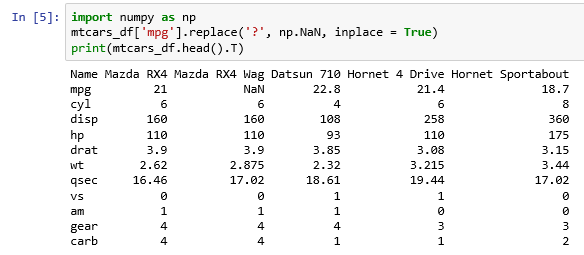 In [5]: import numpy as np
mtcars_df['mpg'].replace('?', np.NaN, inplace = True)
print(mtcars_df.head().T)
Name Mazda RX4 Mazda RX4 Wag Datsun 710 Hornet 4 Drive Hornet Sportabout
mpg 21 NaN 22.8 21.4 18.7
cyl 6 6 4 6 8
disp 160 160 108 258 360
hp 110 110 93 110 175
drat 3.9 3.9 3.85 3.08 3.15
wt 2.62 2.875 2.32 3.215 3.44
qsec 16.46 17.02 18.61 19.44 17.02
vs 0 0 1 1 0
am 1 1 1 0 0
gear 4 4 4 3 3
carb 4 4 1 1 2